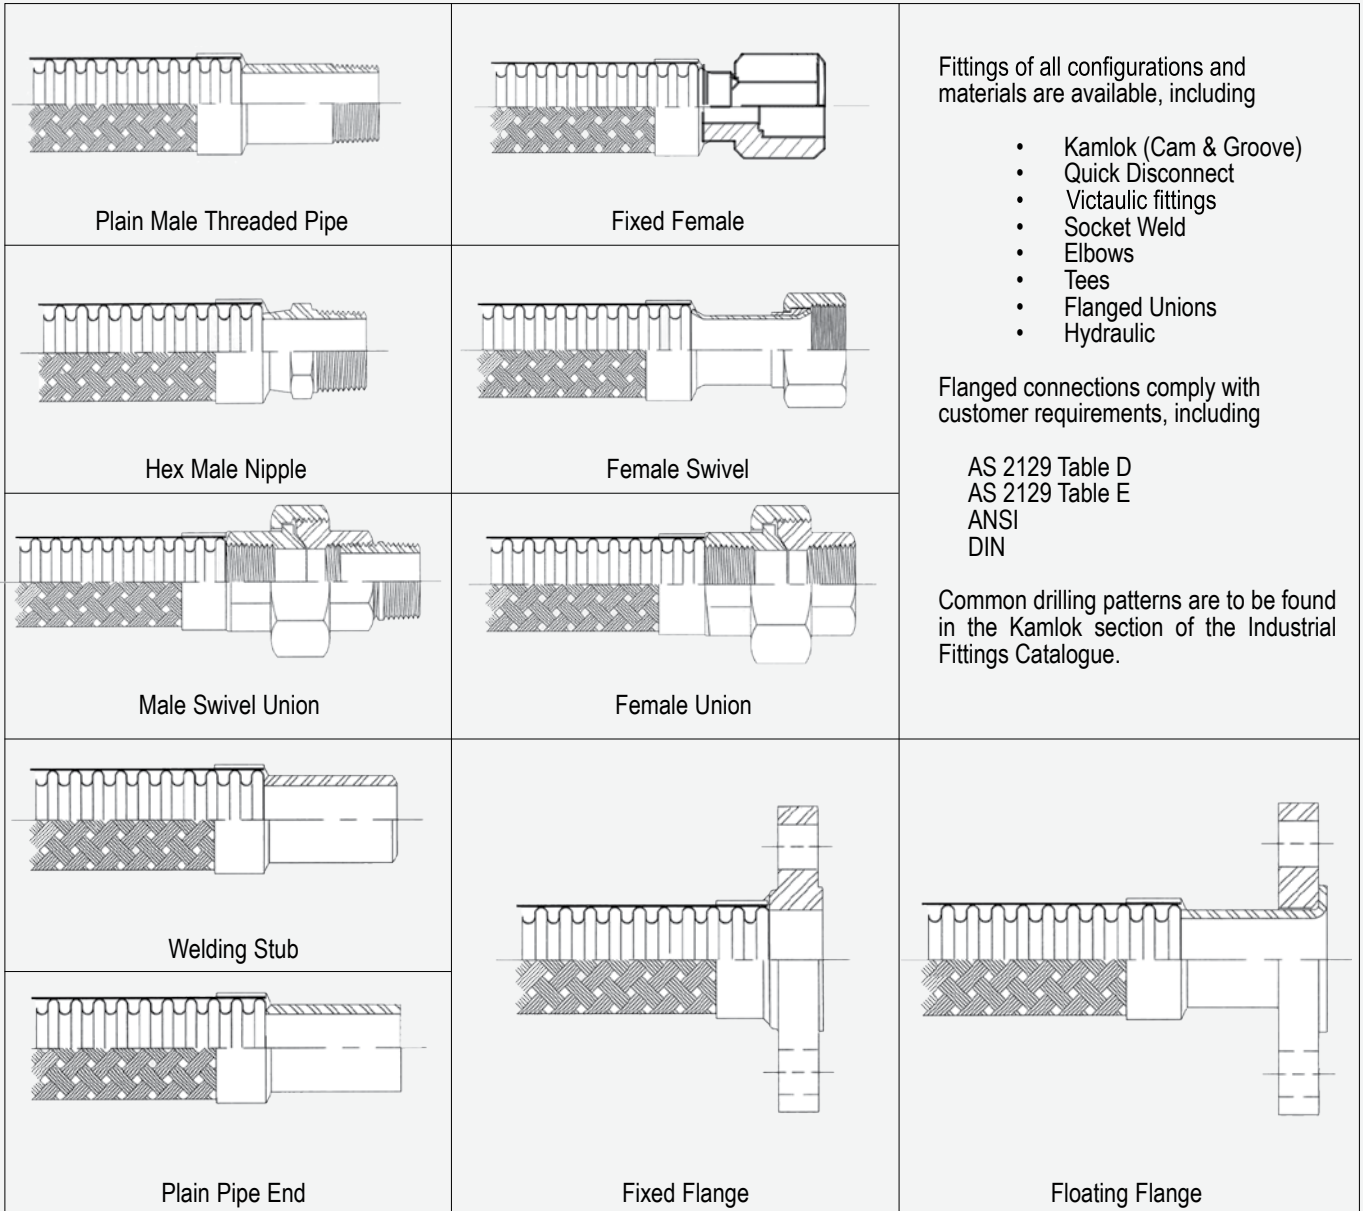 Plain Male Threaded Pipe
Fixed Female
Fittings of all configurations and
materials are available, including
• Kamlok (Cam & Groove)
• Quick Disconnect
• Victaulic fittings
• Socket Weld
• Elbows
• Tees
• Flanged Unions
• Hydraulic
Flanged connections comply with
customer requirements, including
AS 2129 Table D
AS 2129 Table E
ANSI
DIN
Common drilling patterns are to be found
in the Kamlok section of the Industrial
Fittings Catalogue.
Hex Male Nipple
Female Swivel
Male Swivel Union
Female Union
Welding Stub
Plain Pipe End
Fixed Flange
Floating Flange